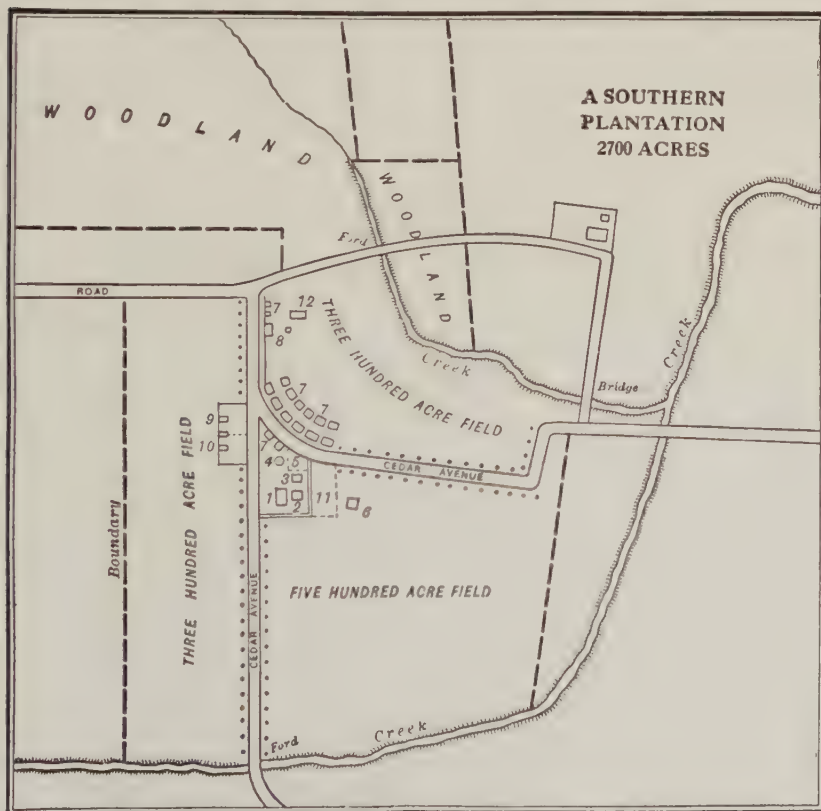 A SOUTHERN
PLANTATION
2700 ACRES
WOODLAND
WOODLAND
Ford
ROAD
7
12
8
THREE HUNDRED ACRE FIELD
Creek
Creek
Bridge
7
7
9
10
THREE HUNDRED ACRE FIELD
7
4
5
3
1
2
11
6
CEDAR AVENUE
Boundary
CEDAR AVENUE
FIVE HUNDRED ACRE FIELD
Ford
Creek